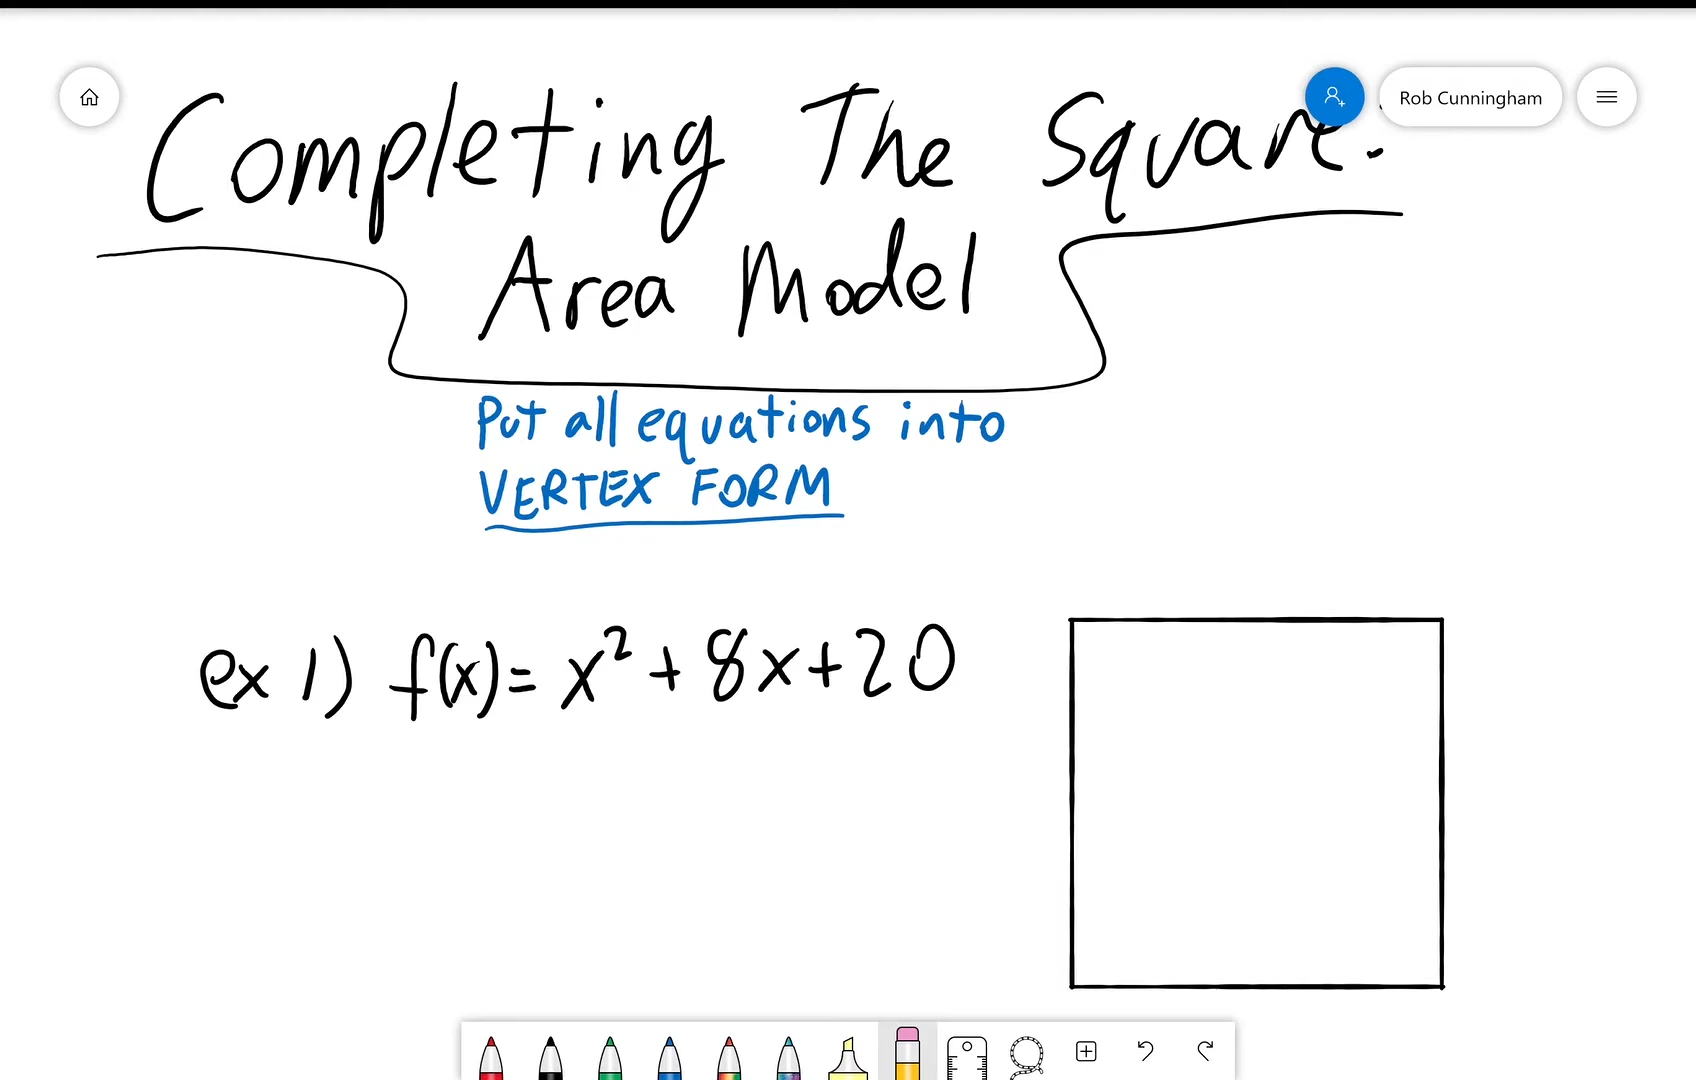 Completing The Square.
Rob Cunningham
Area Model
Put all equations into
VERTEX FORM
ex 1) f(x)= x² + 8x+20